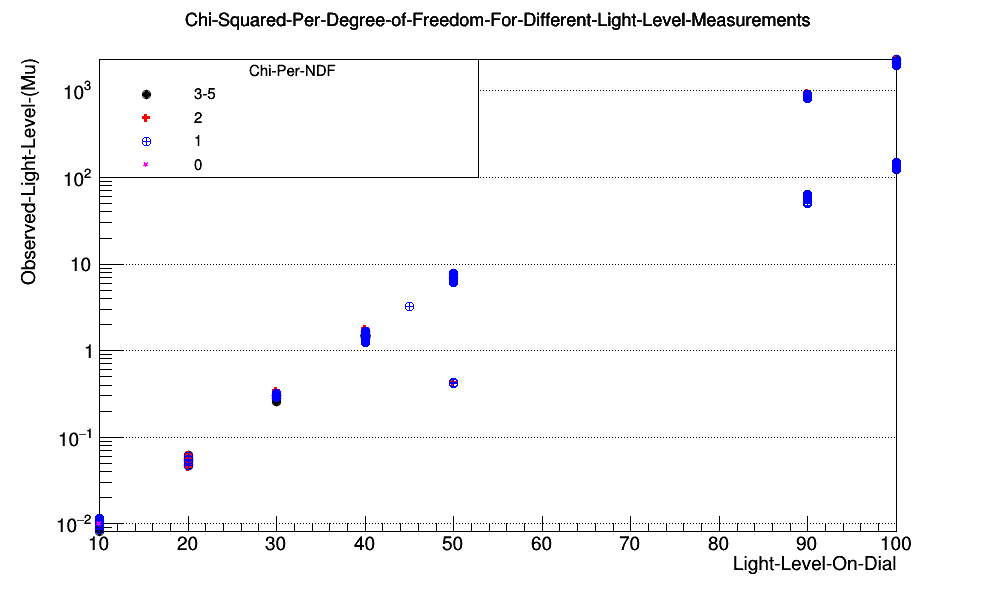 Chi-Squared-Per-Degree-of-Freedom-For-Different-Light-Level-Measurements
Observed-Light-Level-(Mu)
Chi-Per-NDF
3-5
2
1
0
10³
10²
10
1
10⁻¹
10⁻²
10 20 30 40 50 60 70 80 90 100
Light-Level-On-Dial